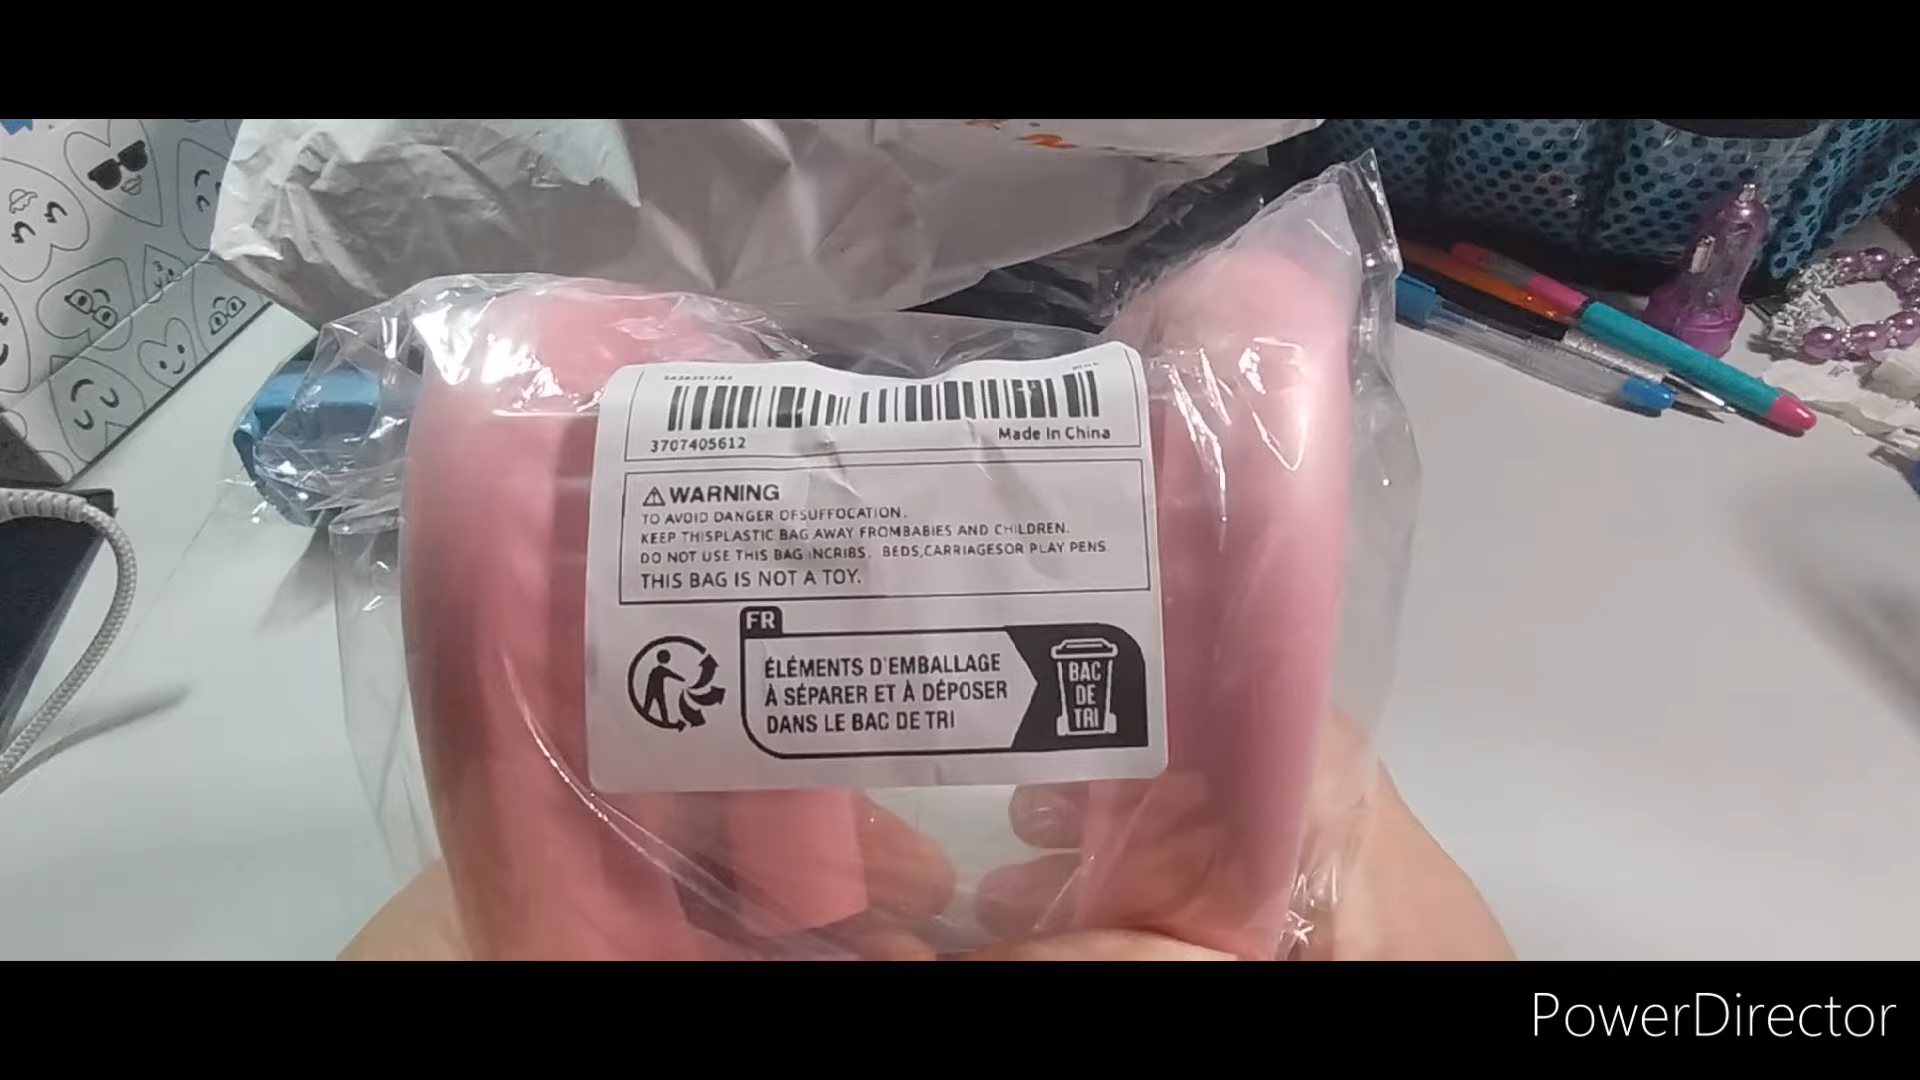 3707405612
Made In China
WARNING
TO AVOID DANGER OFSUFFOCATION.
KEEP THISPLASTIC BAG AWAY FROMBABIES AND CHILDREN.
DO NOT USE THIS BAG INCRIBS. BEDS,CARRIAGESOR PLAY PENS.
THIS BAG IS NOT A TOY.
FR
ÉLÉMENTS D'EMBALLAGE
À SÉPARER ET À DÉPOSER
DANS LE BAC DE TRI
BAC
DE
TRI
PowerDirector